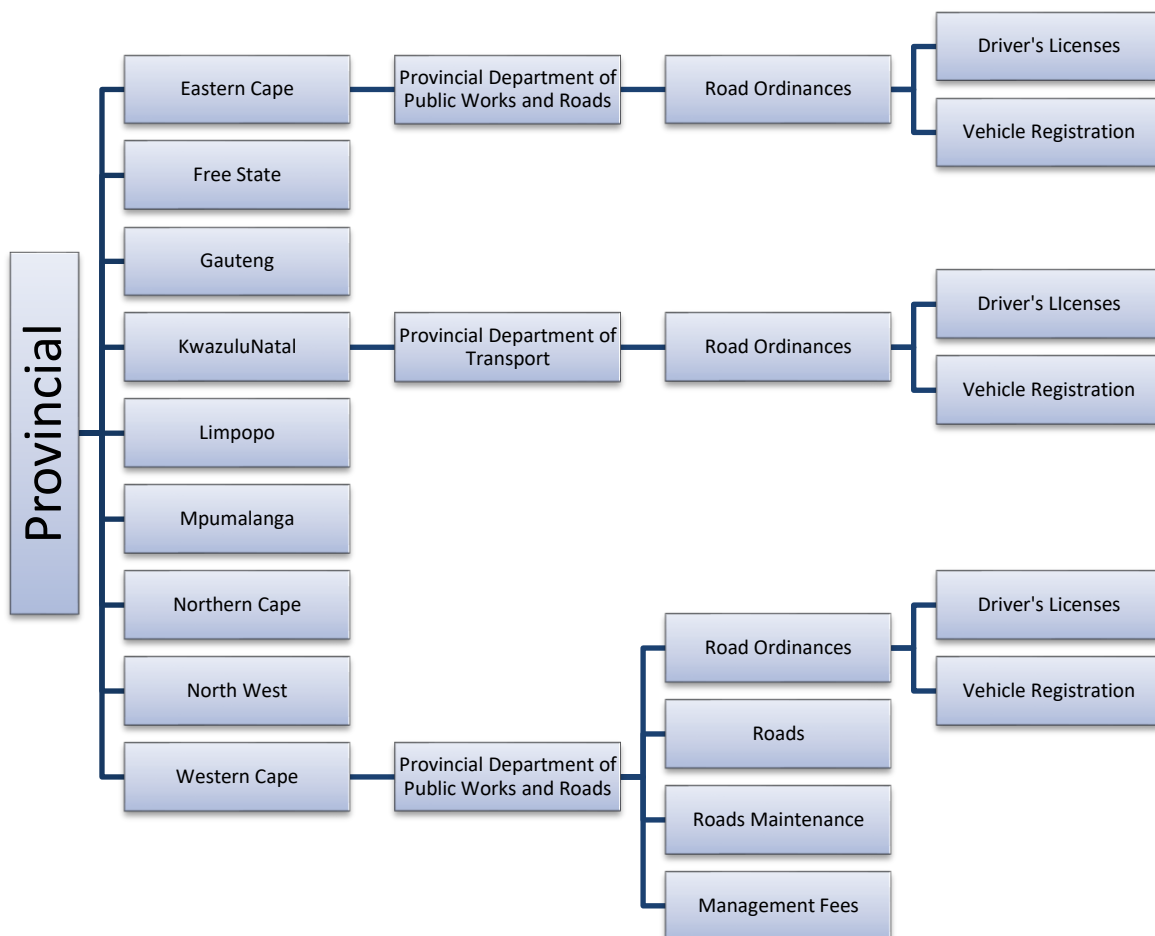 Provincial
Eastern Cape
Provincial Department of
Public Works and Roads
Road Ordinances
Driver's Licenses
Vehicle Registration
Free State
Gauteng
KwazuluNatal
Provincial Department of
Transport
Road Ordinances
Driver's LIcenses
Vehicle Registration
Limpopo
Mpumalanga
Northern Cape
North West
Western Cape
Provincial Department of
Public Works and Roads
Road Ordinances
Driver's Licenses
Vehicle Registration
Roads
Roads Maintenance
Management Fees